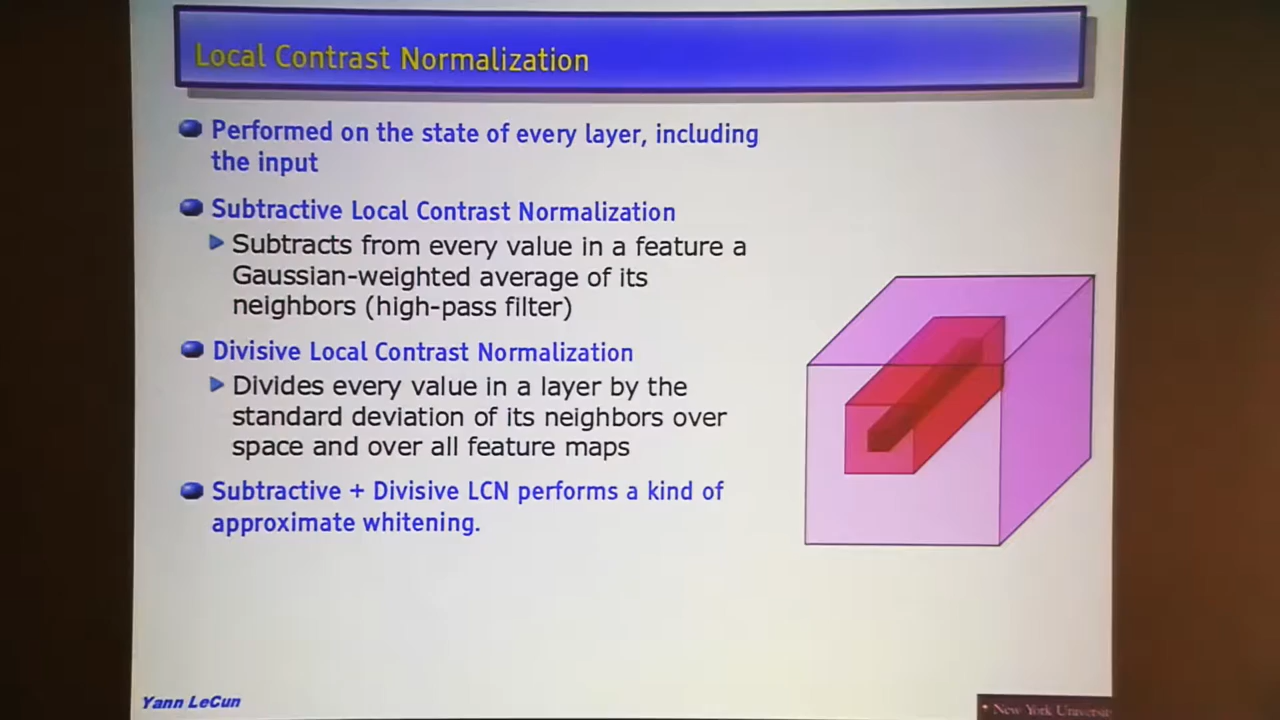 Local Contrast Normalization
Performed on the state of every layer, including
the input
Subtractive Local Contrast Normalization
Subtracts from every value in a feature a
Gaussian-weighted average of its
neighbors (high-pass filter)
Divisive Local Contrast Normalization
Divides every value in a layer by the
standard deviation of its neighbors over
space and over all feature maps
Subtractive + Divisive LCN performs a kind of
approximate whitening.
Yann LeCun
New York